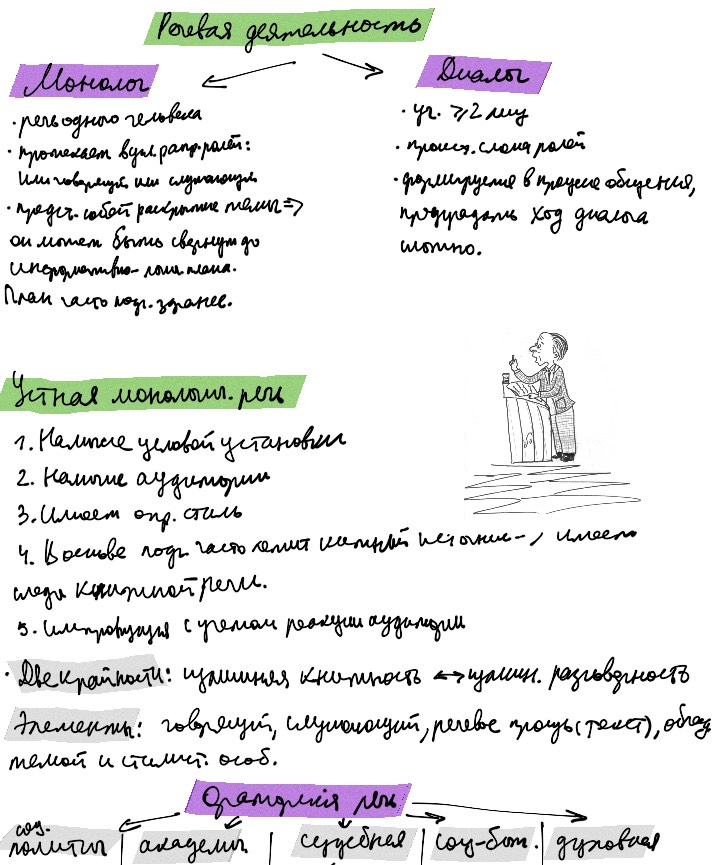 Речевая деятельность
Монолог
Диалог
· речь одного человека
· протекает в усл. распр. ролей:
или говорящий или слушающий
· предст. собой раскрытие темы ⇒
он может быть свернут до
информативно- логич. плана.
План часто подг. заранее.
· уч. ⩾ 2 лиц
· происх. смена ролей
· формируется в процессе общения,
предугадать ход диалога
сложно.
Устная монологич. речь
1. Наличие целевой установки
2. Наличие аудитории
3. Имеет опр. стиль
4. В основе подг. часто лежит книжный источник → имеет
следы книжной речи.
5. импровизация с учетом реакции аудитории
· Две крайности: излишняя книжность ↔ излишн. разговорность
Элементы: говорящий, слушающий, речевое произв (текст), облад
темой и стилист. особ.
Ораторская речь
соц.
политич | академич | судебная | соц-быт. | духовная